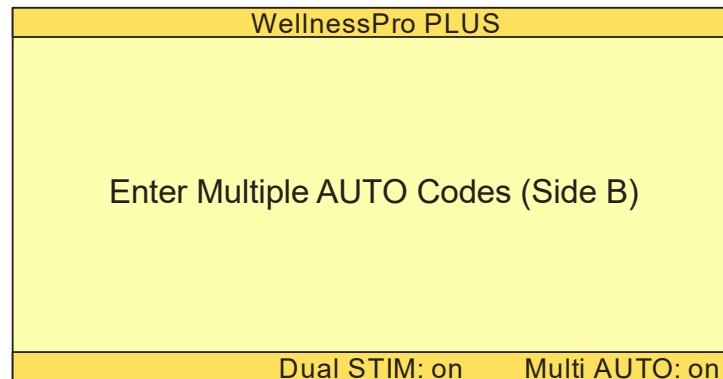 WellnessPro PLUS
Enter Multiple AUTO Codes (Side B)
Dual STIM: on Multi AUTO: on